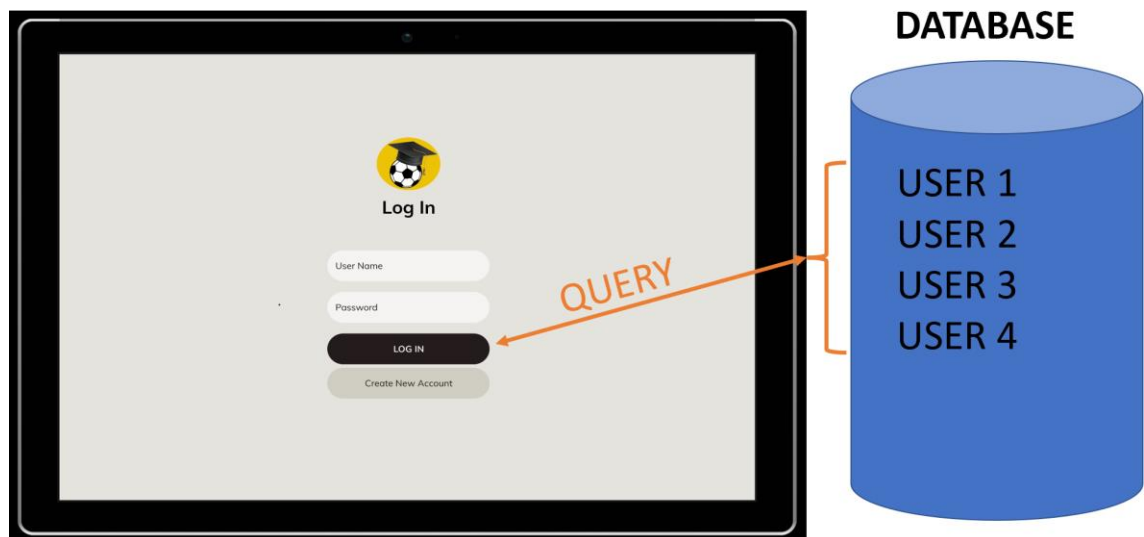 DATABASE
Log In
User Name
Password
LOG IN
Create New Account
QUERY
USER 1
USER 2
USER 3
USER 4